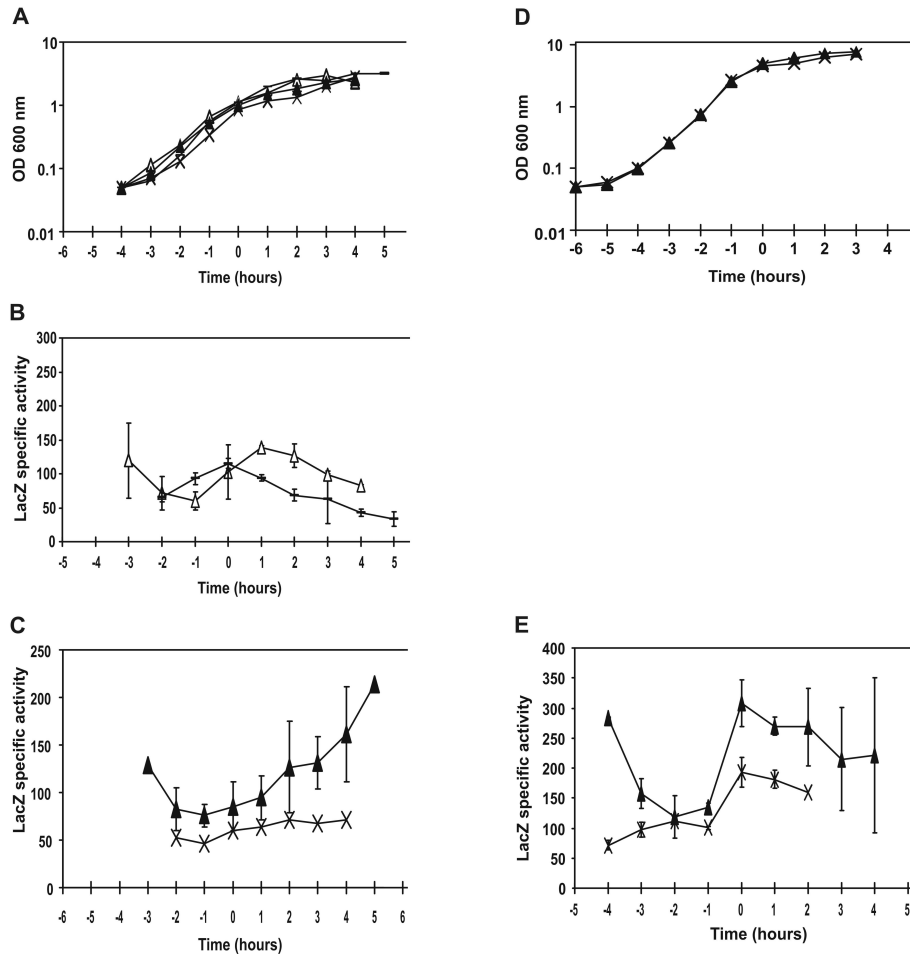 A
OD 600 nm
10
1
0.1
0.01
-6 -5 -4 -3 -2 -1 0 1 2 3 4 5
Time (hours)
D
OD 600 nm
10
1
0.1
0.01
-6 -5 -4 -3 -2 -1 0 1 2 3 4
Time (hours)
B
LacZ specific activity
300
250
200
150
100
50
0
-5 -4 -3 -2 -1 0 1 2 3 4 5
Time (hours)
C
LacZ specific activity
250
200
150
100
50
0
-6 -5 -4 -3 -2 -1 0 1 2 3 4 5 6
Time (hours)
E
LacZ specific activity
400
350
300
250
200
150
100
50
0
-5 -4 -3 -2 -1 0 1 2 3 4 5
Time (hours)